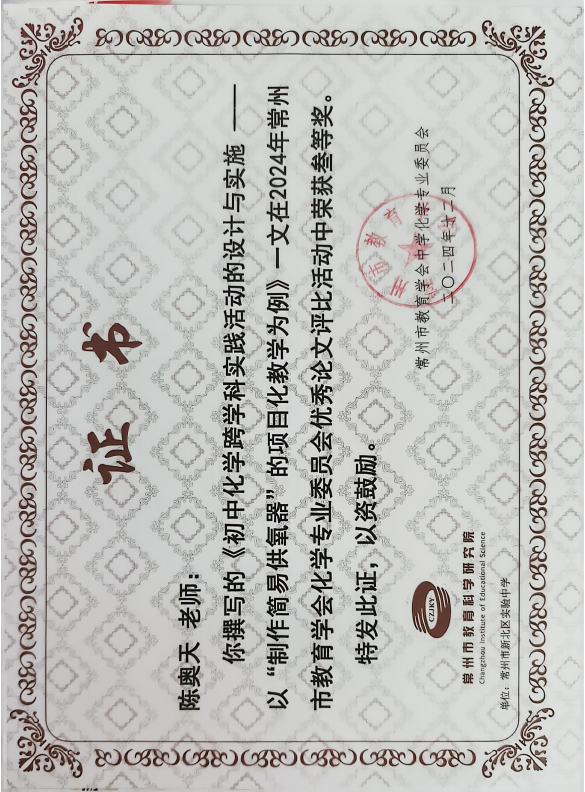 证书
陈奥天 老师：
你撰写的《初中化学跨学科实践活动的设计与实施 ——
以“制作简易供氧器”的项目化教学为例》一文在2024年常州
市教育学会化学专业委员会优秀论文评比活动中荣获叁等奖。
特发此证，以资鼓励。
CZJKY
常州市教育科学研究院
Changzhou Institute of Educational Science
常州市教育学会中学化学专业委员会
二〇二四年十二月
州市教育
单位：常州市新北区实验中学